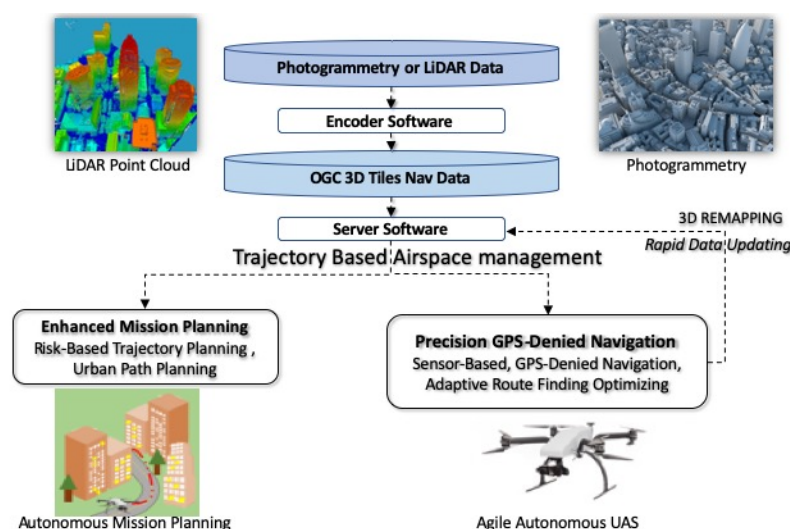 Photogrammetry or LiDAR Data
Encoder Software
LiDAR Point Cloud
Photogrammetry
OGC 3D Tiles Nav Data
Server Software
3D REMAPPING
Rapid Data Updating
Trajectory Based Airspace management
Enhanced Mission Planning
Risk-Based Trajectory Planning ,
Urban Path Planning
Precision GPS-Denied Navigation
Sensor-Based, GPS-Denied Navigation,
Adaptive Route Finding Optimizing
Autonomous Mission Planning
Agile Autonomous UAS